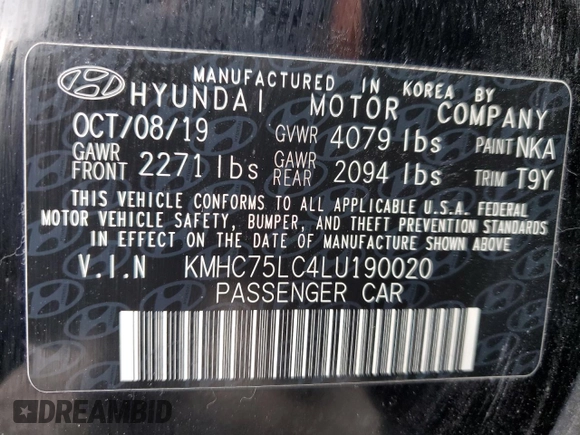 MANUFACTURED IN KOREA BY
HYUNDAI MOTOR COMPANY
OCT/08/19 GVWR 4079 lbs PAINT NKA
GAWR FRONT 2271 lbs GAWR REAR 2094 lbs TRIM T9Y
THIS VEHICLE CONFORMS TO ALL APPLICABLE U.S.A. FEDERAL
MOTOR VEHICLE SAFETY, BUMPER, AND THEFT PREVENTION STANDARDS
IN EFFECT ON THE DATE OF MANUFACTURE SHOWN ABOVE.
V.I.N KMHC75LC4LU190020
PASSENGER CAR
DREAMBID